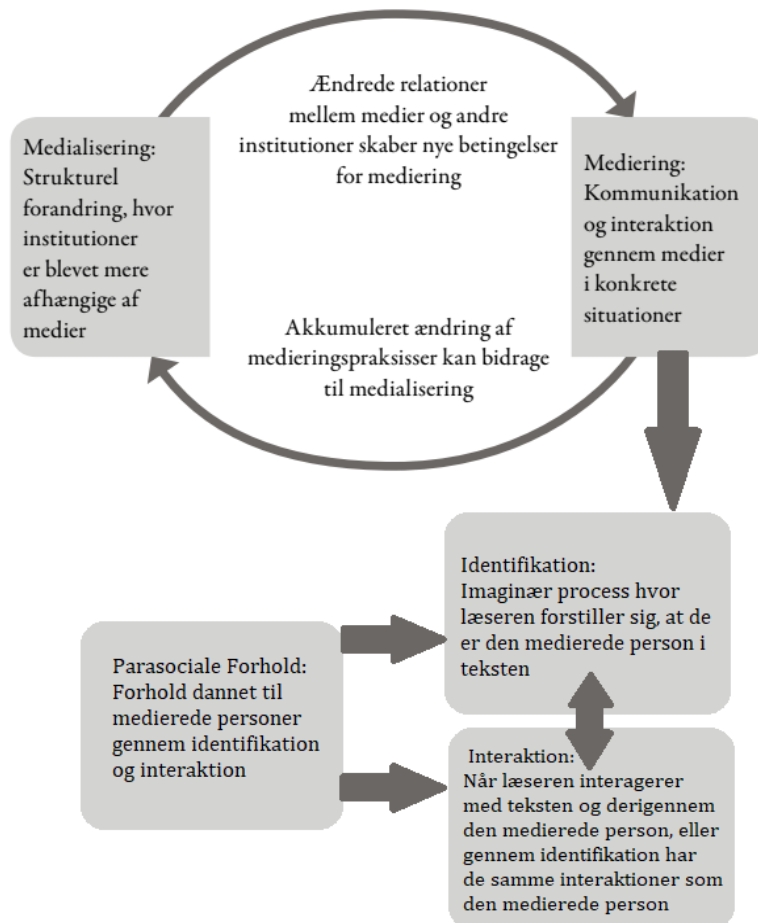 Ændrede relationer
mellem medier og andre
institutioner skaber nye betingelser
for mediering
Medialisering:
Strukturel
forandring, hvor
institutioner
er blevet mere
afhængige af
medier
Mediering:
Kommunikation
og interaktion
gennem medier
i konkrete
situationer
Akkumuleret ændring af
medieringspraksisser kan bidrage
til medialisering
Identifikation:
Imaginær process hvor
læseren forstiller sig, at de
er den medierede person i
teksten
Parasociale Forhold:
Forhold dannet til
medierede personer
gennem identifikation
og interaktion
Interaktion:
Når læseren interagerer
med teksten og derigennem
den medierede person, eller
gennem identifikation har
de samme interaktioner som
den medierede person